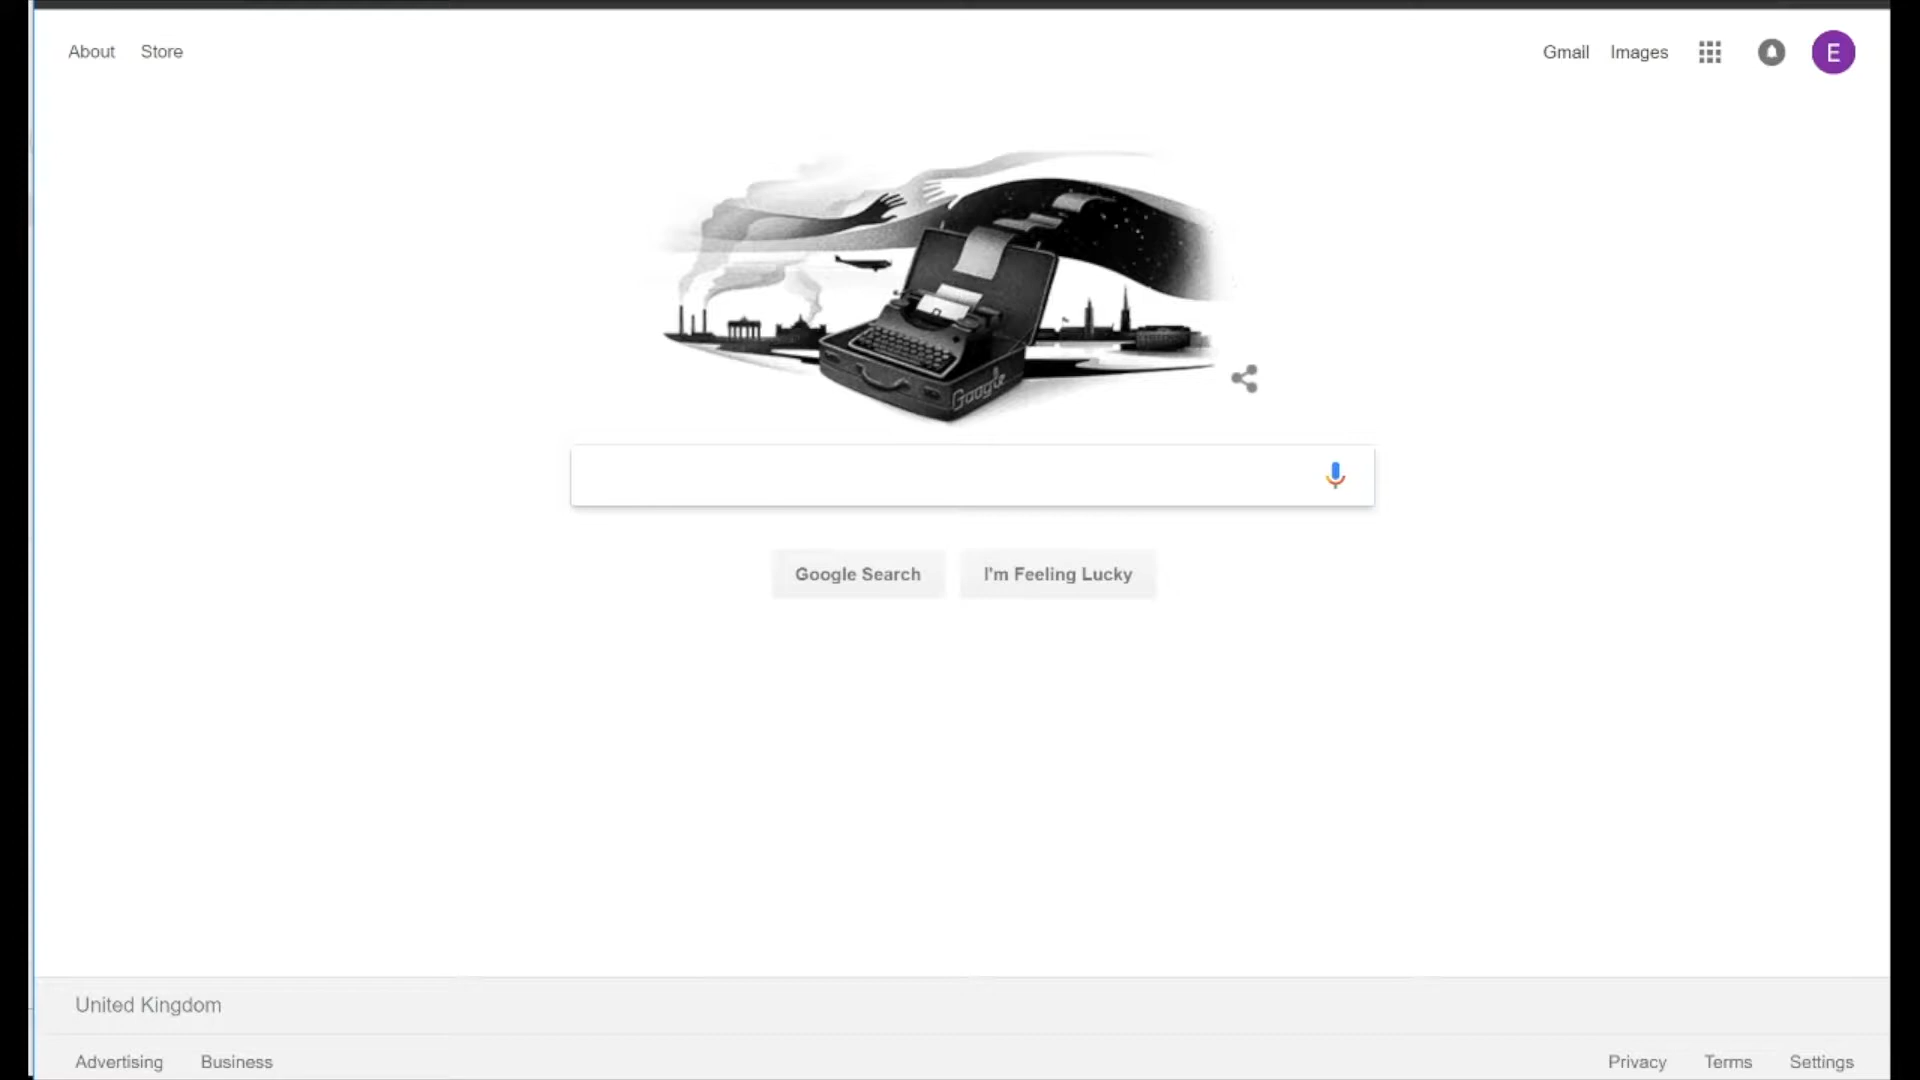 About Store
Gmail Images E
Google
Google Search I'm Feeling Lucky
United Kingdom
Advertising Business
Privacy Terms Settings